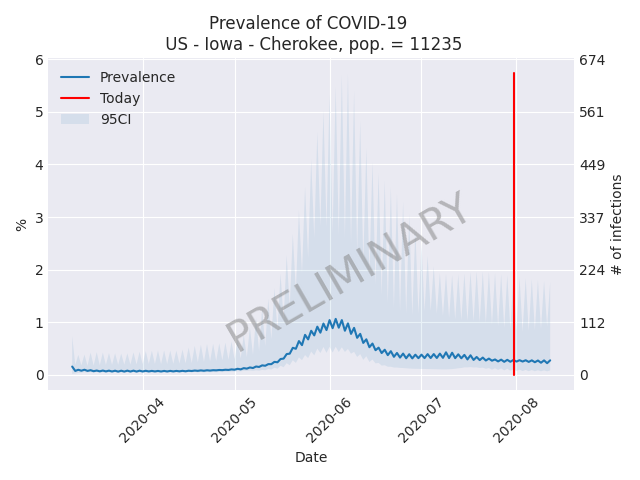 Prevalence of COVID-19
US - Iowa - Cherokee, pop. = 11235
6
5
4
3
2
1
0
%
674
561
449
337
224
112
0
# of infections
Prevalence
Today
95CI
PRELIMINARY
2020-04
2020-05
2020-06
2020-07
2020-08
Date